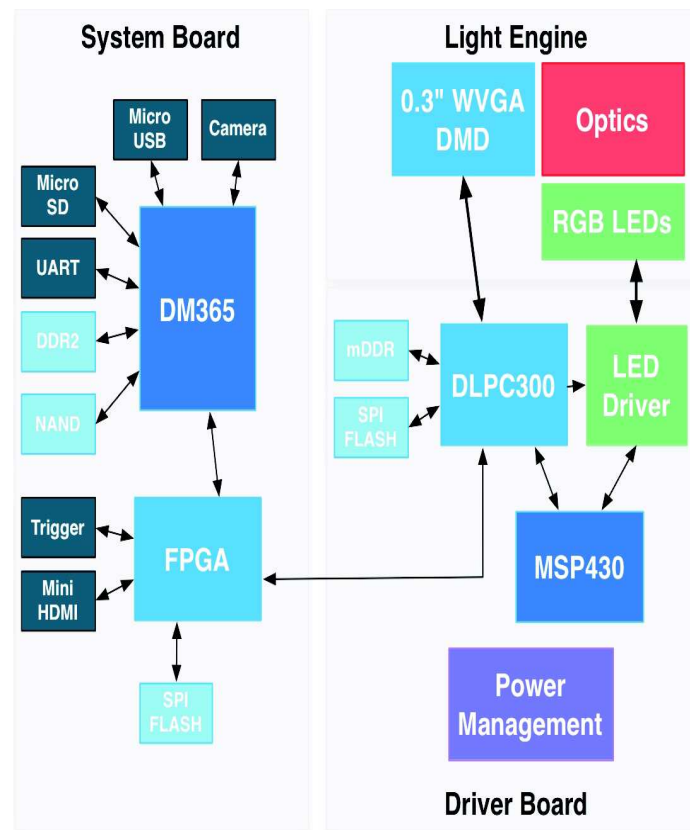 System Board
Micro
USB
Camera
Micro
SD
UART
DDR2
NAND
DM365
Trigger
Mini
HDMI
FPGA
SPI
FLASH
Light Engine
0.3" WVGA
DMD
Optics
RGB LEDs
mDDR
SPI
FLASH
DLPC300
LED
Driver
MSP430
Power
Management
Driver Board